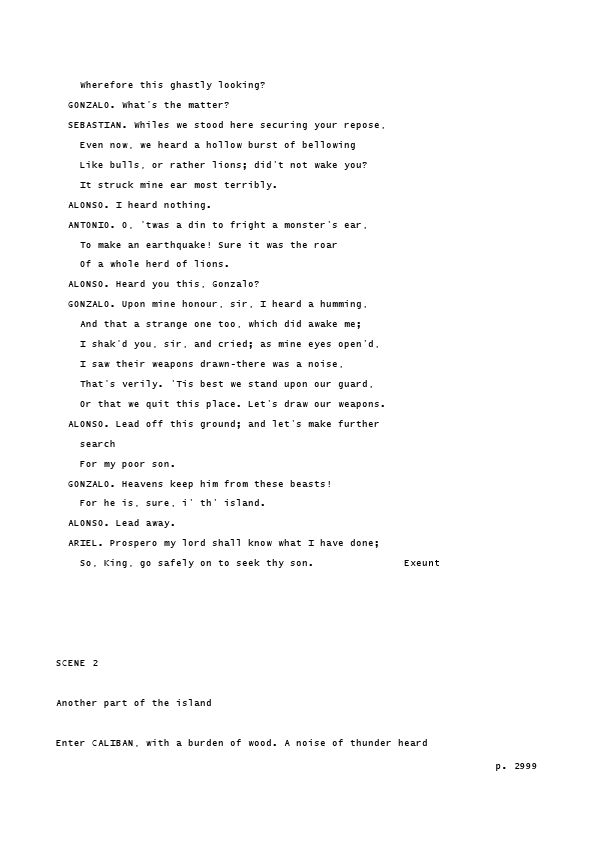 Wherefore this ghastly looking?
GONZALO. What's the matter?
SEBASTIAN. Whiles we stood here securing your repose,
Even now, we heard a hollow burst of bellowing
Like bulls, or rather lions; did't not wake you?
It struck mine ear most terribly.
ALONSO. I heard nothing.
ANTONIO. O, 'twas a din to fright a monster's ear,
To make an earthquake! Sure it was the roar
Of a whole herd of lions.
ALONSO. Heard you this, Gonzalo?
GONZALO. Upon mine honour, sir, I heard a humming,
And that a strange one too, which did awake me;
I shak'd you, sir, and cried; as mine eyes open'd,
I saw their weapons drawn-there was a noise,
That's verily. 'Tis best we stand upon our guard,
Or that we quit this place. Let's draw our weapons.
ALONSO. Lead off this ground; and let's make further
search
For my poor son.
GONZALO. Heavens keep him from these beasts!
For he is, sure, i' th' island.
ALONSO. Lead away.
ARIEL. Prospero my lord shall know what I have done;
So, King, go safely on to seek thy son. Exeunt
SCENE 2
Another part of the island
Enter CALIBAN, with a burden of wood. A noise of thunder heard
p. 2999